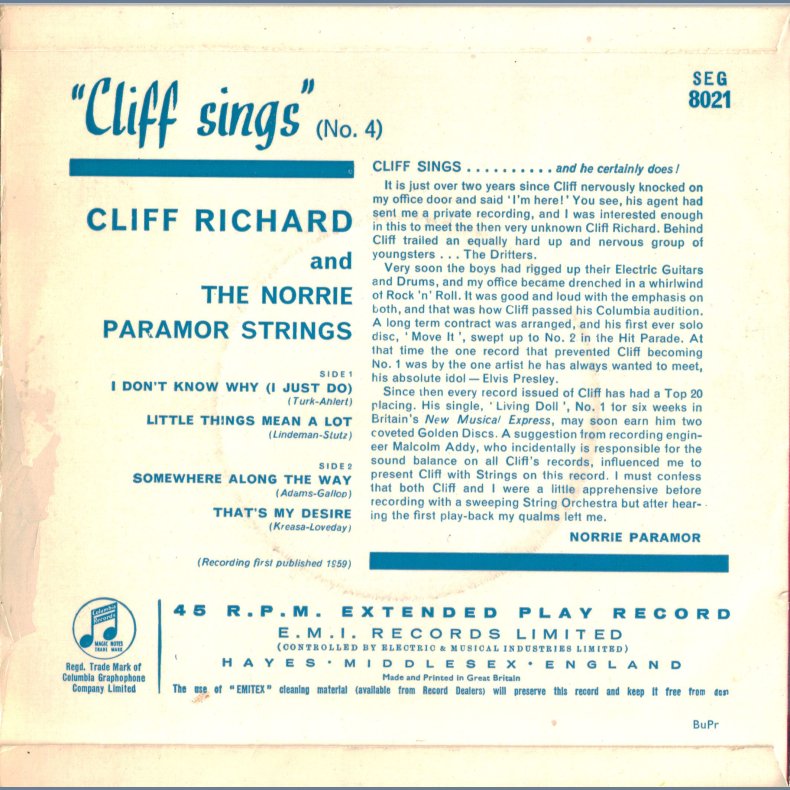 "Cliff sings" (No. 4)
SEG
8021
CLIFF RICHARD
and
THE NORRIE
PARAMOR STRINGS
SIDE 1
I DON'T KNOW WHY (I JUST DO)
(Turk-Ahlert)
LITTLE THINGS MEAN A LOT
(Lindeman-Stutz)
SIDE 2
SOMEWHERE ALONG THE WAY
(Adams-Gallop)
THAT'S MY DESIRE
(Kreasa-Loveday)
(Recording first published 1959)
CLIFF SINGS . . . . . . . . . . and he certainly does!
It is just over two years since Cliff nervously knocked on
my office door and said 'I'm here!' You see, his agent had
sent me a private recording, and I was interested enough
in this to meet the then very unknown Cliff Richard. Behind
Cliff trailed an equally hard up and nervous group of
youngsters . . . The Drifters.
Very soon the boys had rigged up their Electric Guitars
and Drums, and my office became drenched in a whirlwind
of Rock 'n' Roll. It was good and loud with the emphasis on
both, and that was how Cliff passed his Columbia audition.
A long term contract was arranged, and his first ever solo
disc, 'Move It', swept up to No. 2 in the Hit Parade. At
that time the one record that prevented Cliff becoming
No. 1 was by the one artist he has always wanted to meet,
his absolute idol — Elvis Presley.
Since then every record issued of Cliff has had a Top 20
placing. His single, 'Living Doll', No. 1 for six weeks in
Britain's New Musical Express, may soon earn him two
coveted Golden Discs. A suggestion from recording engin-
eer Malcolm Addy, who incidentally is responsible for the
sound balance on all Cliff's records, influenced me to
present Cliff with Strings on this record. I must confess
that both Cliff and I were a little apprehensive before
recording with a sweeping String Orchestra but after hear-
ing the first play-back my qualms left me.
NORRIE PARAMOR
Columbia
Records
MAGIC NOTES
TRADE MARK
Regd. Trade Mark of
Columbia Graphophone
Company Limited
45 R.P.M. EXTENDED PLAY RECORD
E.M.I. RECORDS LIMITED
(CONTROLLED BY ELECTRIC & MUSICAL INDUSTRIES LIMITED)
HAYES · MIDDLESEX · ENGLAND
Made and Printed in Great Britain
The use of "EMITEX" cleaning material (available from Record Dealers) will preserve this record and keep it free from dust
BuPr